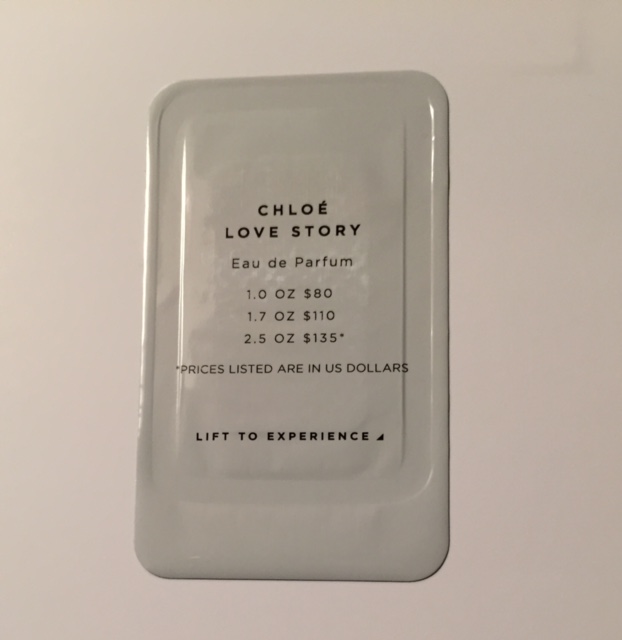 CHLOÉ
LOVE STORY
Eau de Parfum
1.0 OZ $80
1.7 OZ $110
2.5 OZ $135*
*PRICES LISTED ARE IN US DOLLARS
LIFT TO EXPERIENCE